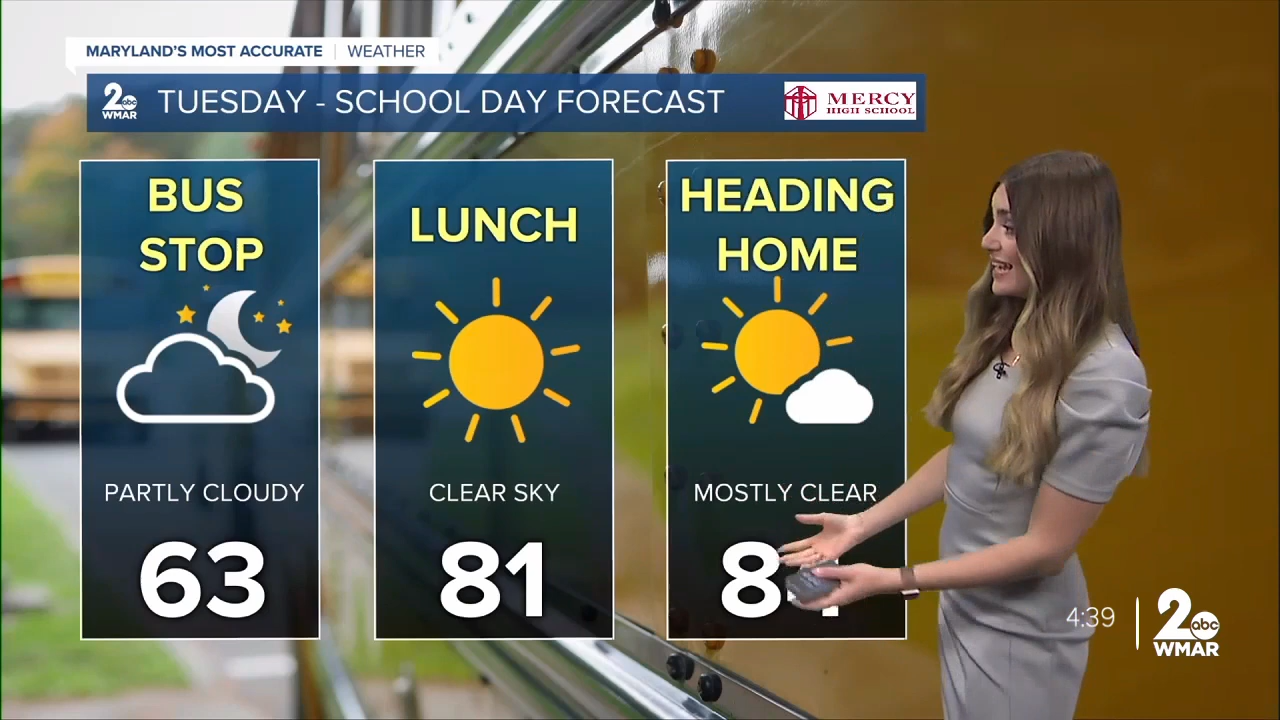 MARYLAND'S MOST ACCURATE | WEATHER
2 abc WMAR
TUESDAY - SCHOOL DAY FORECAST
MERCY
HIGH SCHOOL
BUS
STOP
PARTLY CLOUDY
63
LUNCH
CLEAR SKY
81
HEADING
HOME
MOSTLY CLEAR
4:39
2 abc
WMAR